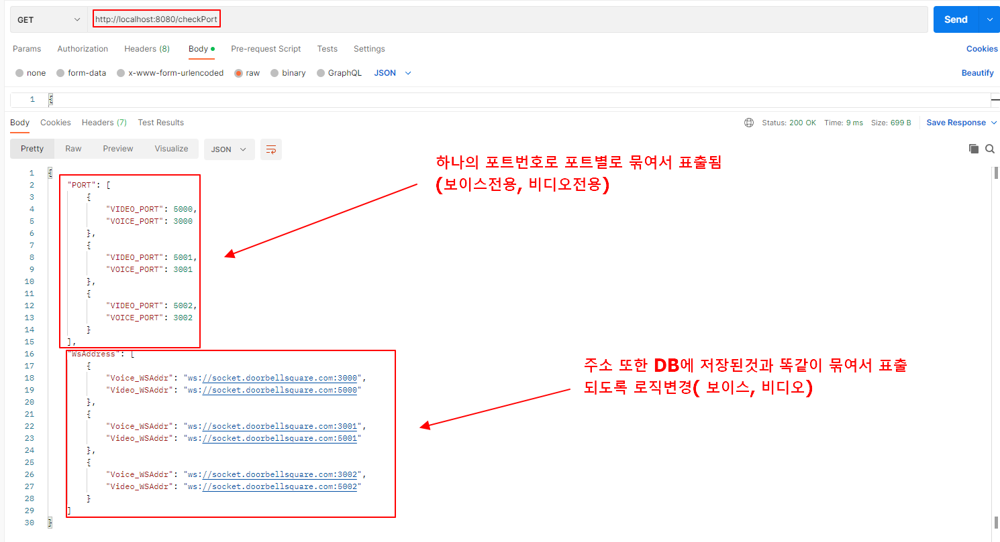 GET http://localhost:8080/checkPort Send
Params Authorization Headers (8) Body Pre-request Script Tests Settings Cookies
none form-data x-www-form-urlencoded raw binary GraphQL JSON Beautify
1 {
Body Cookies Headers (7) Test Results Status: 200 OK Time: 9 ms Size: 699 B Save Response
Pretty Raw Preview Visualize JSON
하나의 포트번호로 포트별로 묶여서 표출됨
(보이스전용, 비디오전용)
1 {
2 "PORT": [
3 {
4 "VIDEO_PORT": 5000,
5 "VOICE_PORT": 3000
6 },
7 {
8 "VIDEO_PORT": 5001,
9 "VOICE_PORT": 3001
10 },
11 {
12 "VIDEO_PORT": 5002,
13 "VOICE_PORT": 3002
14 }
15 ],
16 "WsAddress": [
17 {
18 "Voice_WSAddr": "ws://socket.doorbellsquare.com:3000",
19 "Video_WSAddr": "ws://socket.doorbellsquare.com:5000"
20 },
21 {
22 "Voice_WSAddr": "ws://socket.doorbellsquare.com:3001",
23 "Video_WSAddr": "ws://socket.doorbellsquare.com:5001"
24 },
25 {
26 "Voice_WSAddr": "ws://socket.doorbellsquare.com:3002",
27 "Video_WSAddr": "ws://socket.doorbellsquare.com:5002"
28 }
29 ]
30 }
주소 또한 DB에 저장된것과 똑같이 묶여서 표출
되도록 로직변경( 보이스, 비디오)